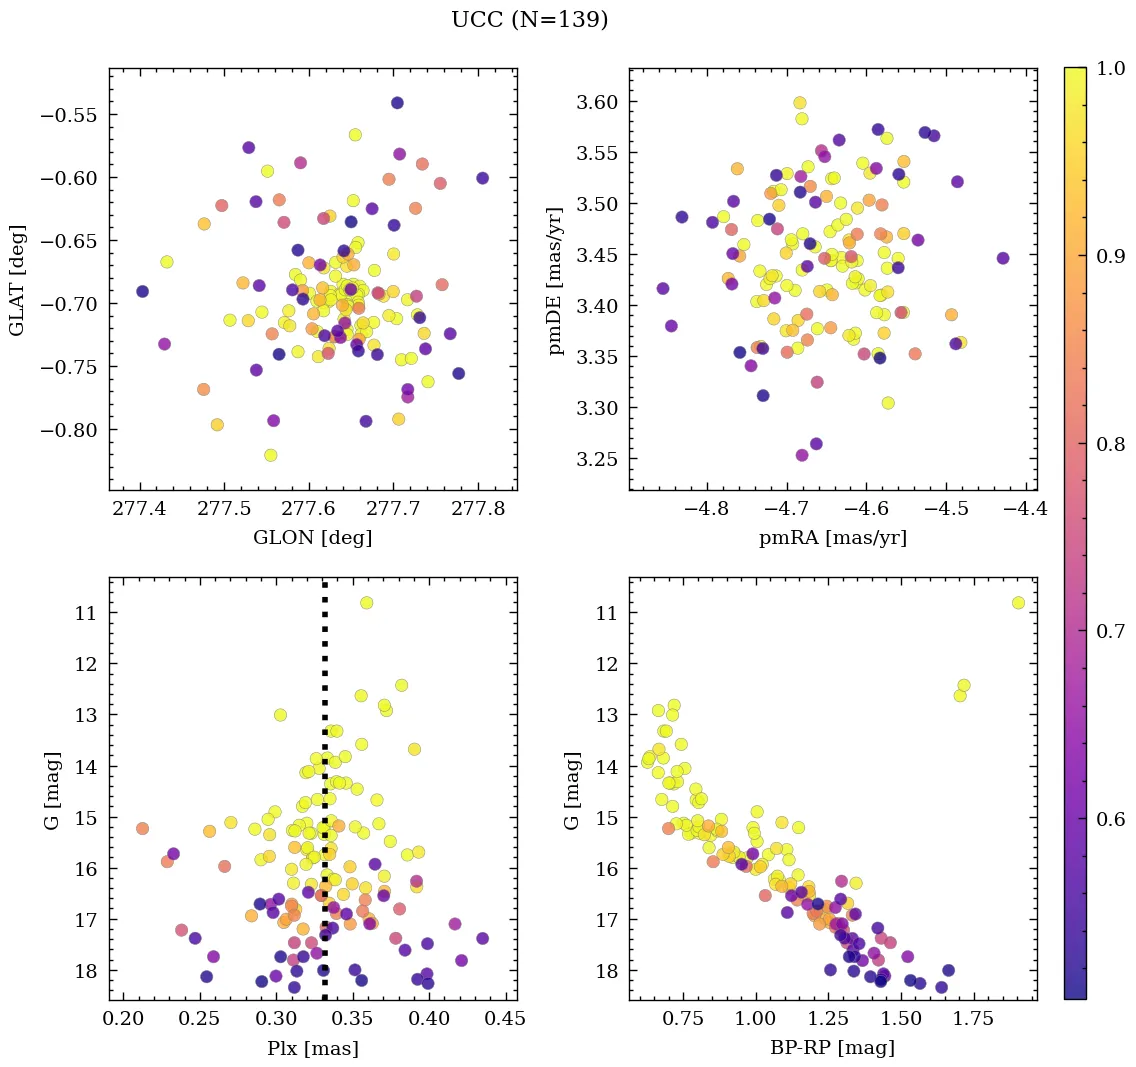 UCC (N=139)
−0.55
−0.60
−0.65
−0.70
−0.75
−0.80
GLAT [deg]
277.4 277.5 277.6 277.7 277.8
GLON [deg]
3.60
3.55
3.50
3.45
3.40
3.35
3.30
3.25
pmDE [mas/yr]
−4.8 −4.7 −4.6 −4.5 −4.4
pmRA [mas/yr]
11
12
13
14
15
16
17
18
G [mag]
0.20 0.25 0.30 0.35 0.40 0.45
Plx [mas]
11
12
13
14
15
16
17
18
G [mag]
0.75 1.00 1.25 1.50 1.75
BP-RP [mag]
1.0
0.9
0.8
0.7
0.6